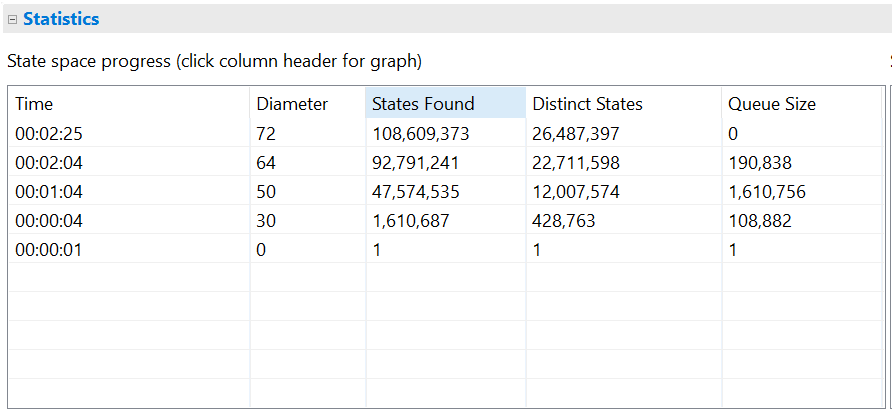 Statistics
State space progress (click column header for graph)
Time Diameter States Found Distinct States Queue Size
00:02:25 72 108,609,373 26,487,397 0
00:02:04 64 92,791,241 22,711,598 190,838
00:01:04 50 47,574,535 12,007,574 1,610,756
00:00:04 30 1,610,687 428,763 108,882
00:00:01 0 1 1 1